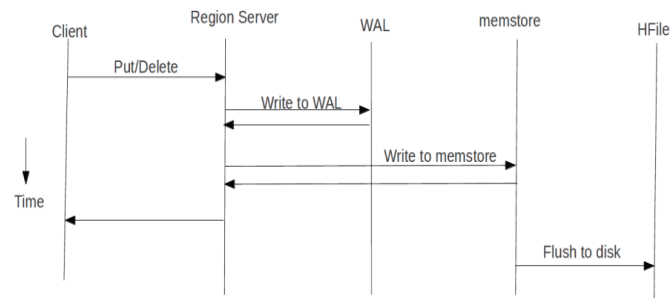 Client
Region Server
WAL
memstore
HFile
Put/Delete
Write to WAL
Write to memstore
Time
Flush to disk